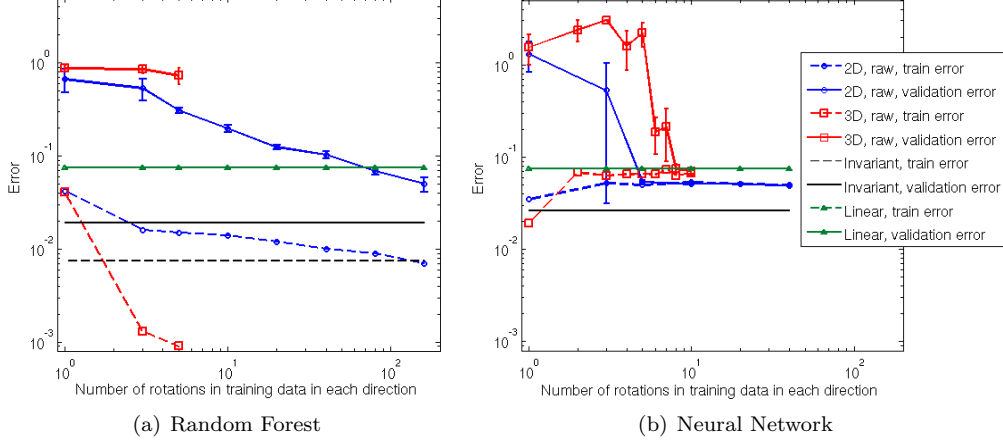 Error
10^0
10^-1
10^-2
10^-3
10^0
10^1
10^2
Number of rotations in training data in each direction
(a) Random Forest
Error
10^0
10^-1
10^-2
10^-3
10^0
10^1
10^2
Number of rotations in training data in each direction
(b) Neural Network
2D, raw, train error
2D, raw, validation error
3D, raw, train error
3D, raw, validation error
Invariant, train error
Invariant, validation error
Linear, train error
Linear, validation error